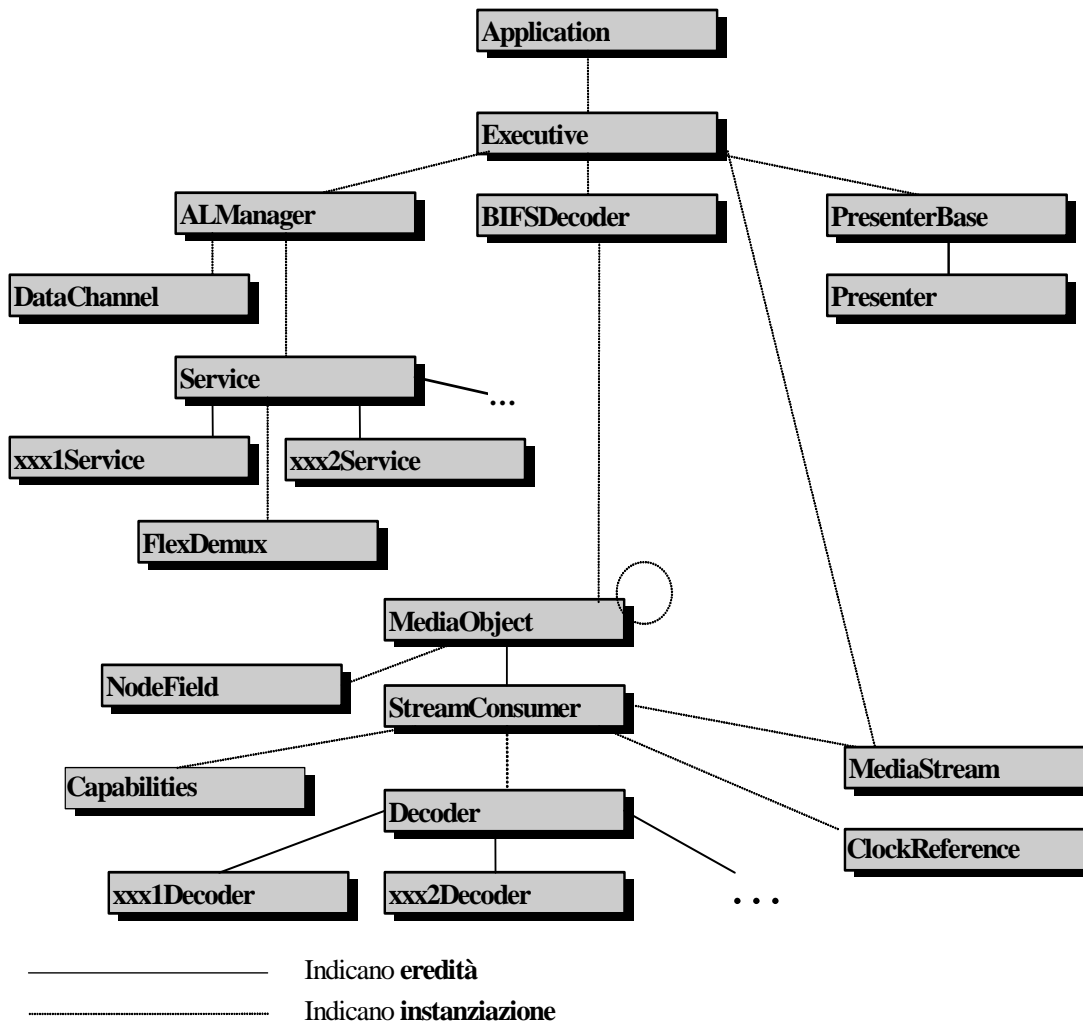 Application
Executive
ALManager
BIFSDecoder
PresenterBase
DataChannel
Presenter
Service
...
xxx1Service
xxx2Service
FlexDemux
MediaObject
NodeField
StreamConsumer
MediaStream
Capabilities
Decoder
ClockReference
xxx1Decoder
xxx2Decoder
...
Indicano eredità
Indicano instanziazione